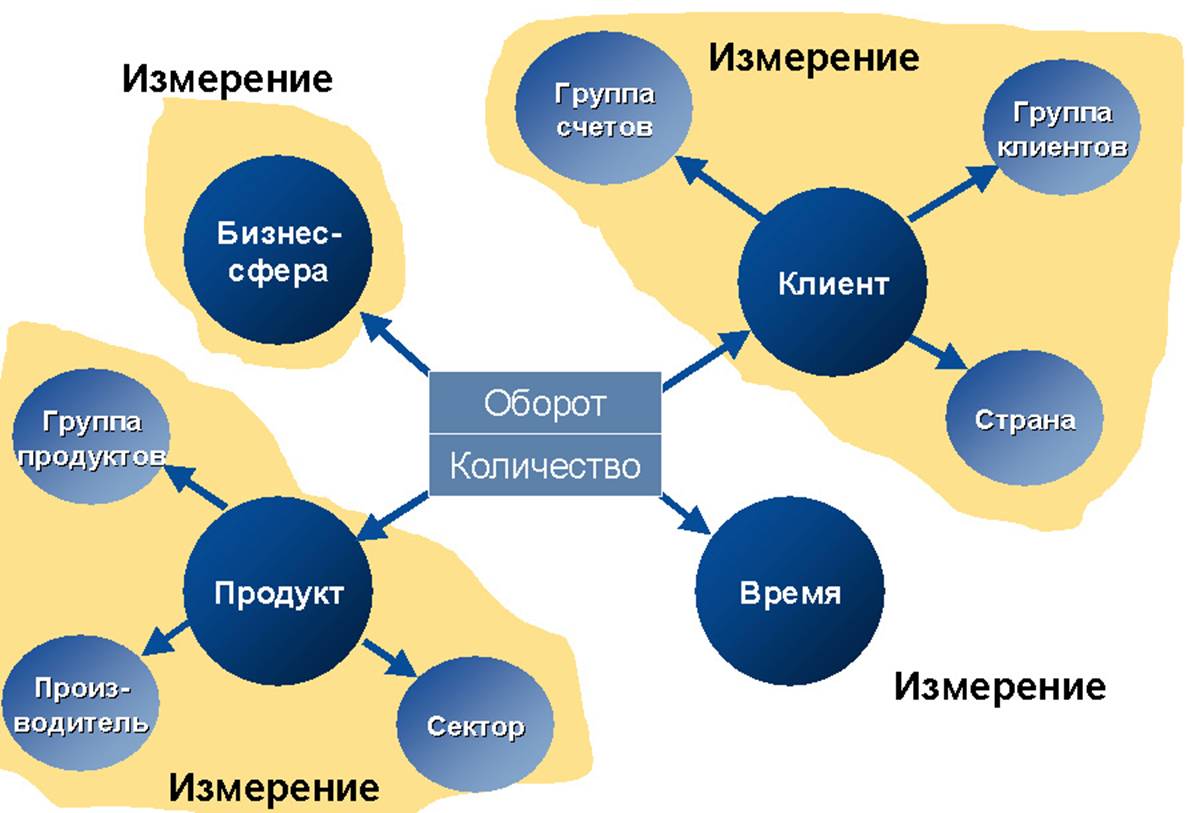 Измерение
Бизнес-
сфера
Измерение
Группа
счетов
Группа
клиентов
Клиент
Страна
Оборот
Количество
Группа
продуктов
Продукт
Произ-
водитель
Сектор
Измерение
Время
Измерение